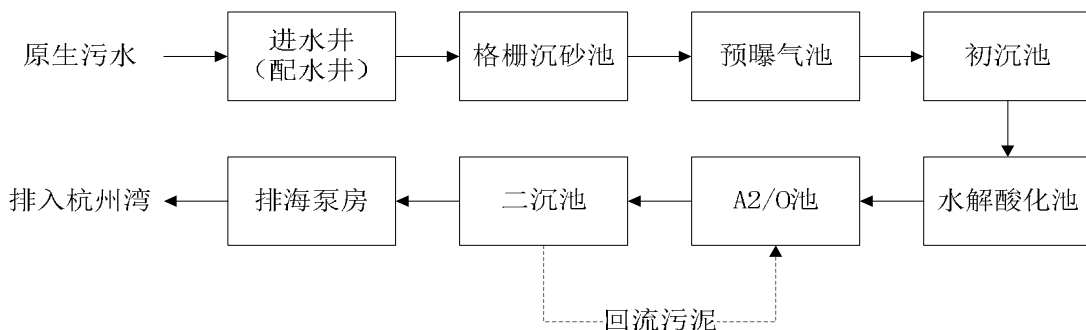 原生污水
进水井
（配水井）
格栅沉砂池
预曝气池
初沉池
排入杭州湾
排海泵房
二沉池
A2/O池
水解酸化池
回流污泥